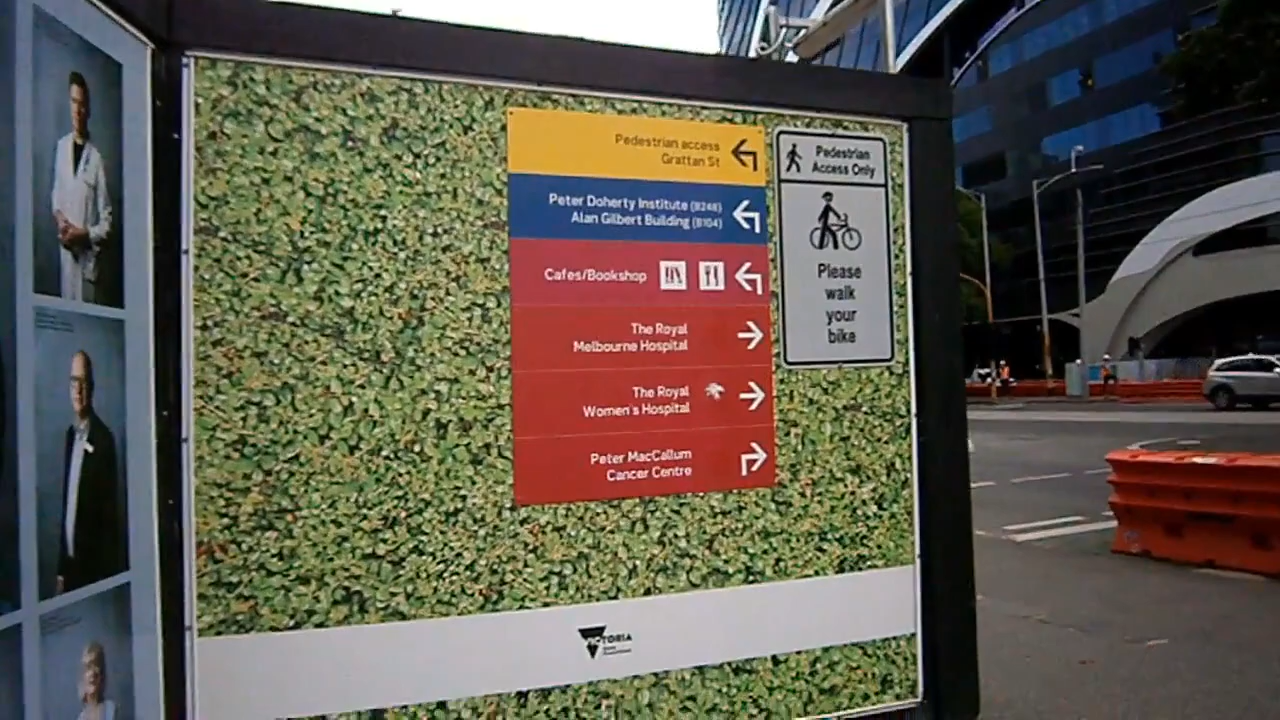 Pedestrian access
Grattan St
Peter Doherty Institute (B248)
Alan Gilbert Building (B104)
Cafes/Bookshop
The Royal
Melbourne Hospital
The Royal
Women's Hospital
Peter MacCallum
Cancer Centre
Pedestrian
Access Only
Please
walk
your
bike
VICTORIA